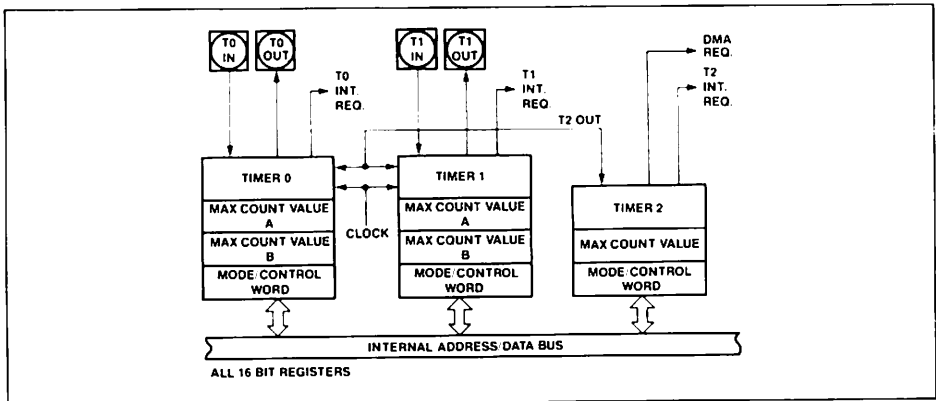 T0
IN
T0
OUT
T1
IN
T1
OUT
DMA
REQ.
T0
INT.
REQ.
T1
INT.
REQ.
T2
INT.
REQ.
T2 OUT
TIMER 0
MAX COUNT VALUE
A
MAX COUNT VALUE
B
MODE/CONTROL
WORD
CLOCK
TIMER 1
MAX COUNT VALUE
A
MAX COUNT VALUE
B
MODE/CONTROL
WORD
TIMER 2
MAX COUNT VALUE
MODE/CONTROL
WORD
INTERNAL ADDRESS/DATA BUS
ALL 16 BIT REGISTERS